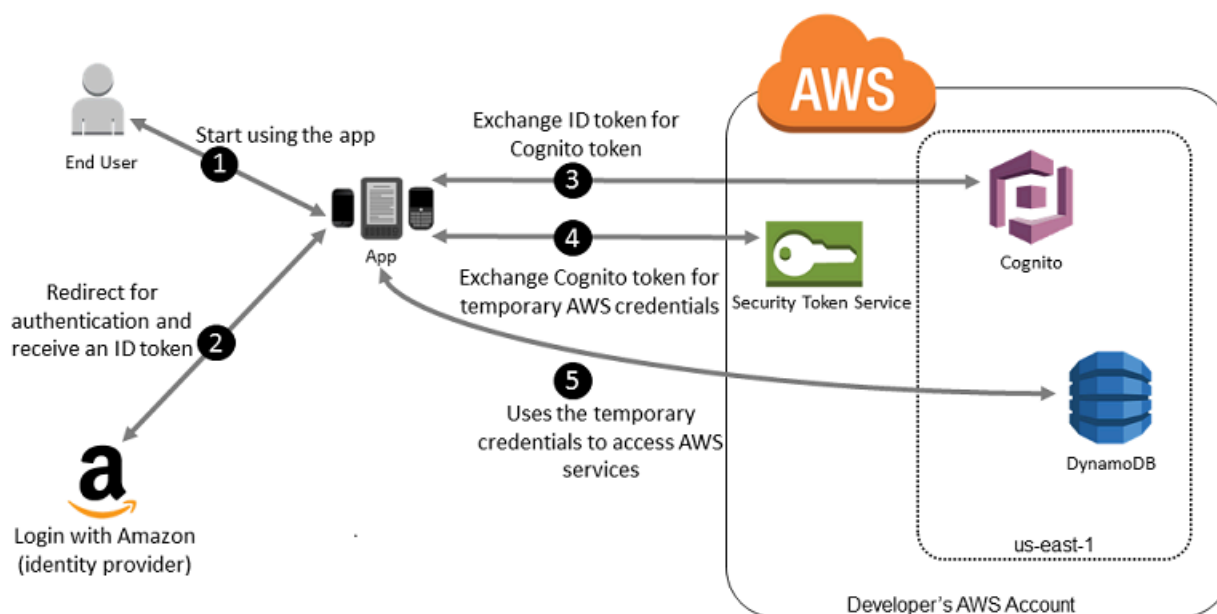 AWS
End User
Start using the app
1
Exchange ID token for
Cognito token
3
App
4
Exchange Cognito token for
temporary AWS credentials
Security Token Service
Cognito
Redirect for
authentication and
receive an ID token
2
5
Uses the temporary
credentials to access AWS
services
DynamoDB
a
Login with Amazon
(identity provider)
us-east-1
Developer's AWS Account